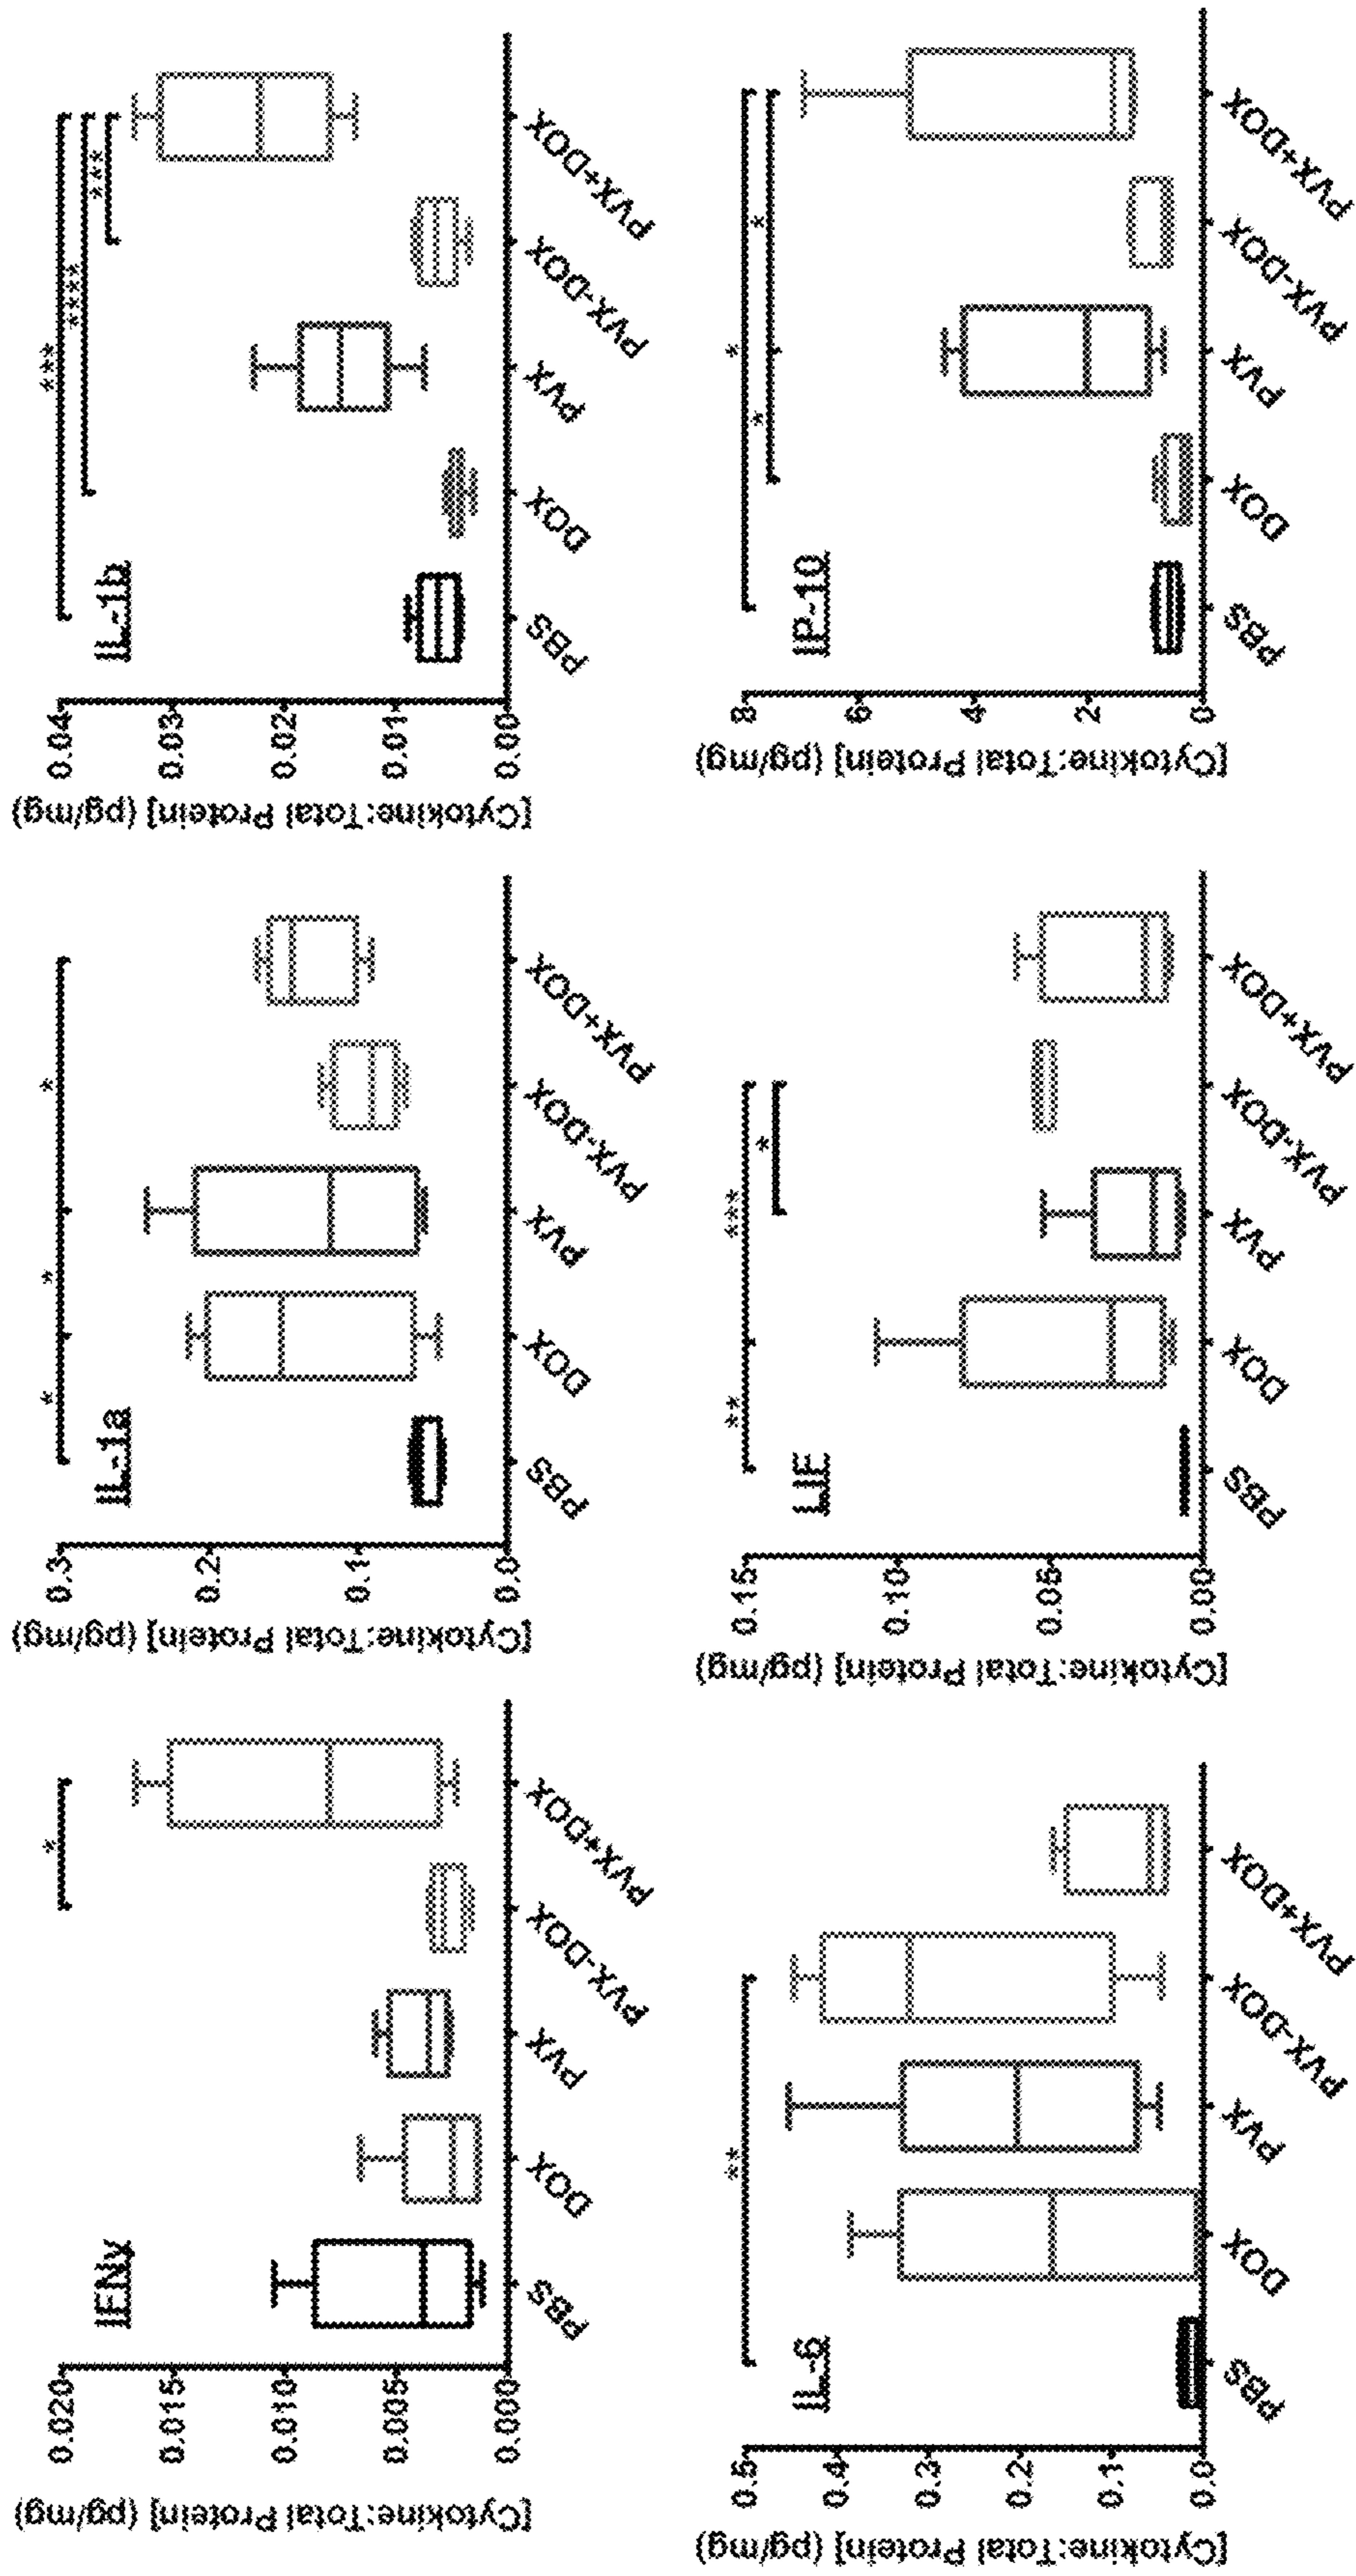 IFNγ
[Cytokine:Total Protein] (pg/mg)
0.020
0.015
0.010
0.005
0.000
*
PBS
DOX
PVX
PVX-DOX
PVX+DOX
IL-1a
[Cytokine:Total Protein] (pg/mg)
0.3
0.2
0.1
0.0
* * *
PBS
DOX
PVX
PVX-DOX
PVX+DOX
IL-1b
[Cytokine:Total Protein] (pg/mg)
0.04
0.03
0.02
0.01
0.00
***
****
***
PBS
DOX
PVX
PVX-DOX
PVX+DOX
IL-6
[Cytokine:Total Protein] (pg/mg)
0.5
0.4
0.3
0.2
0.1
0.0
**
PBS
DOX
PVX
PVX-DOX
PVX+DOX
LIF
[Cytokine:Total Protein] (pg/mg)
0.15
0.10
0.05
0.00
** ***
*
PBS
DOX
PVX
PVX-DOX
PVX+DOX
IP-10
[Cytokine:Total Protein] (pg/mg)
8
6
4
2
0
*
* *
PBS
DOX
PVX
PVX-DOX
PVX+DOX